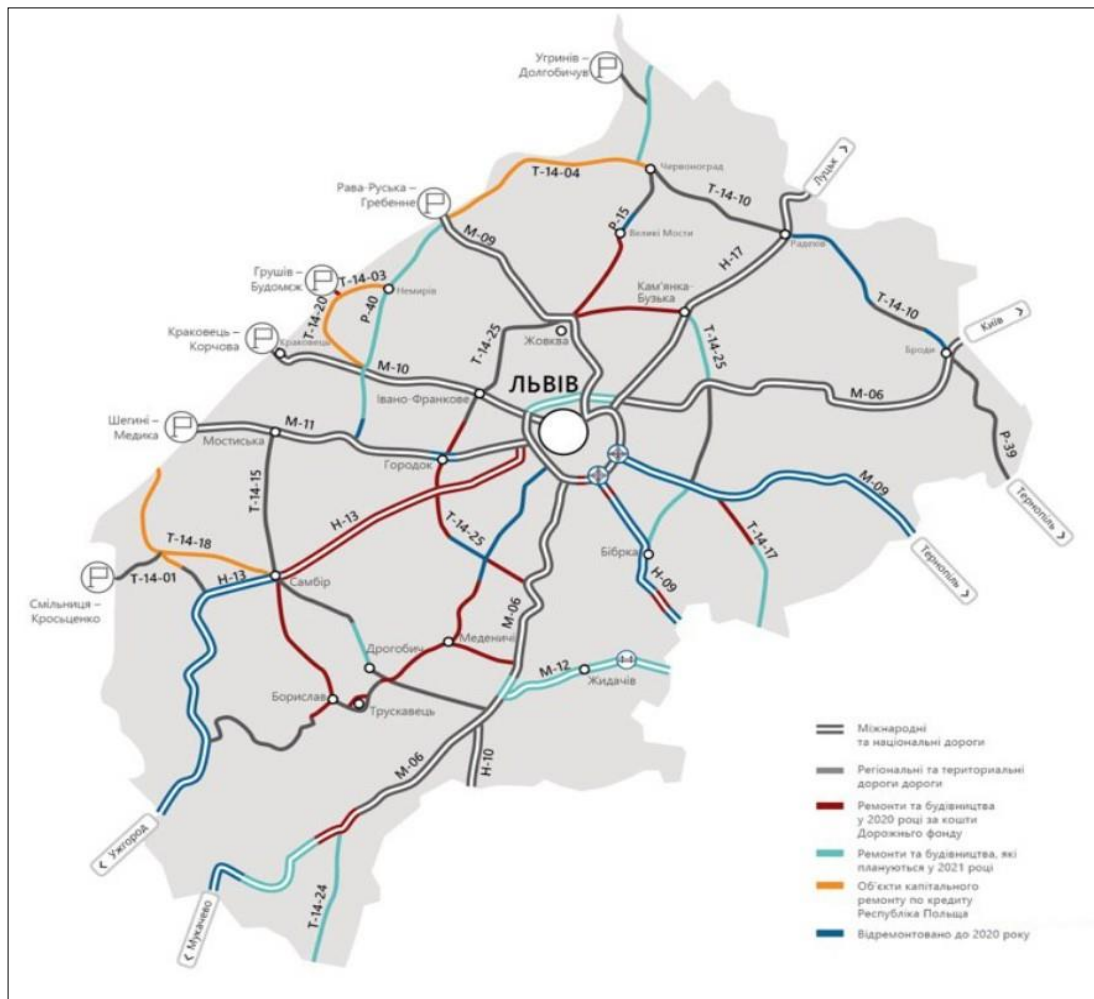 Угринів –
Долгобичув
Червоноград
Т-14-04
Т-14-10
Луцьк >
Рава-Руська –
Гребенне
М-09
Р-15
Великі Мости
Радехов
Н-17
Грушів –
Будомєж
Т-14-03
Немирів
Т-14-20
Р-40
Кам'янка-
Бузька
Т-14-10
Київ >
Краковець –
Корчова
Краковець
Т-14-25
Жовква
Т-14-25
Броди
М-10
ЛЬВІВ
М-06
Івано-Франкове
Шегині –
Медика
М-11
Мостиська
Городок
Р-39
Тернопіль >
Т-14-15
Н-13
М-09
Т-14-25
Т-14-17
Тернопіль >
Т-14-18
Бібрка
Т-14-01
Н-13
Самбір
Н-09
Смільниця –
Кросьценко
М-06
Меденичі
Дрогобич
М-12
Жидачів
Борислав
Трускавець
М-06
Н-10
< Ужгород
< Мукачево
Т-14-24
Міжнародні
та національні дороги
Регіональні та териториальні
дороги дороги
Ремонти та будівництва
у 2020 році за кошти
Дорожнього фонду
Ремонти та будівництва, які
плануються у 2021 році
Об'єкти капітального
ремонту по кредиту
Республіка Польща
Відремонтовано до 2020 року